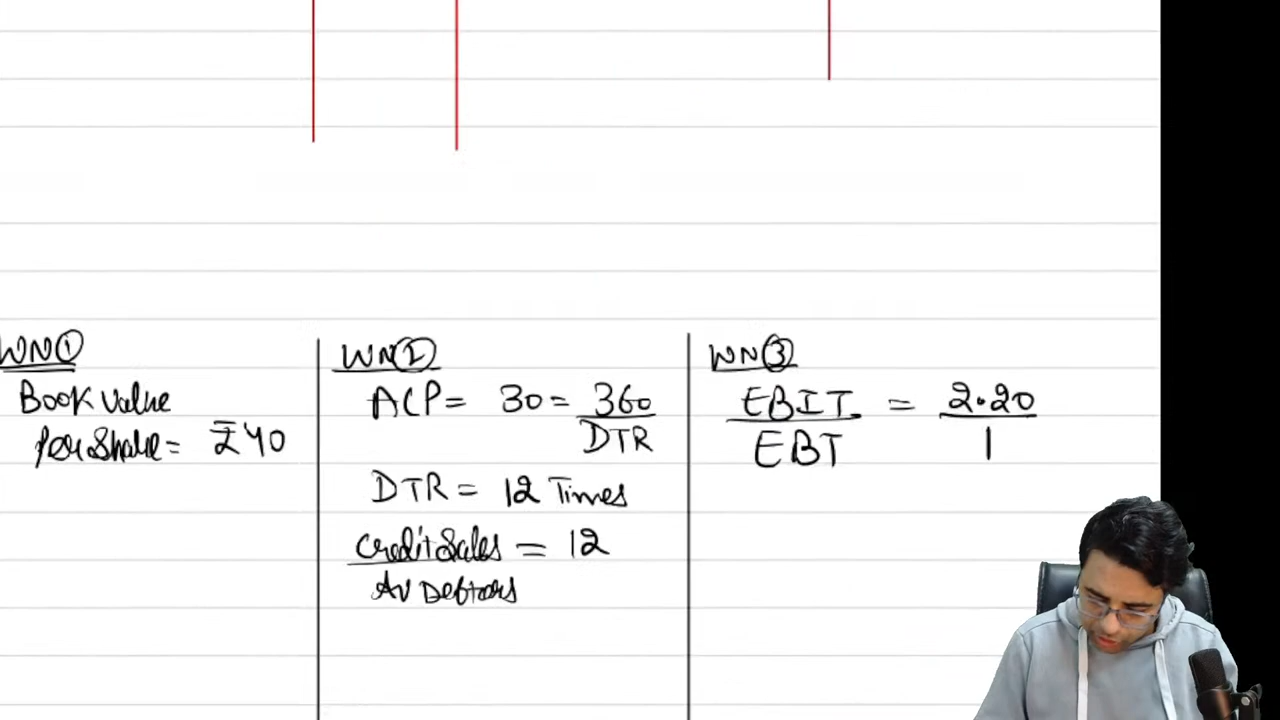 WN①
Book Value
Per Share = ₹40
WN②
ACP = 30 = 360
DTR
DTR = 12 Times
Credit Sales = 12
Av Debtors
WN③
EBIT = 2.20
EBT 1